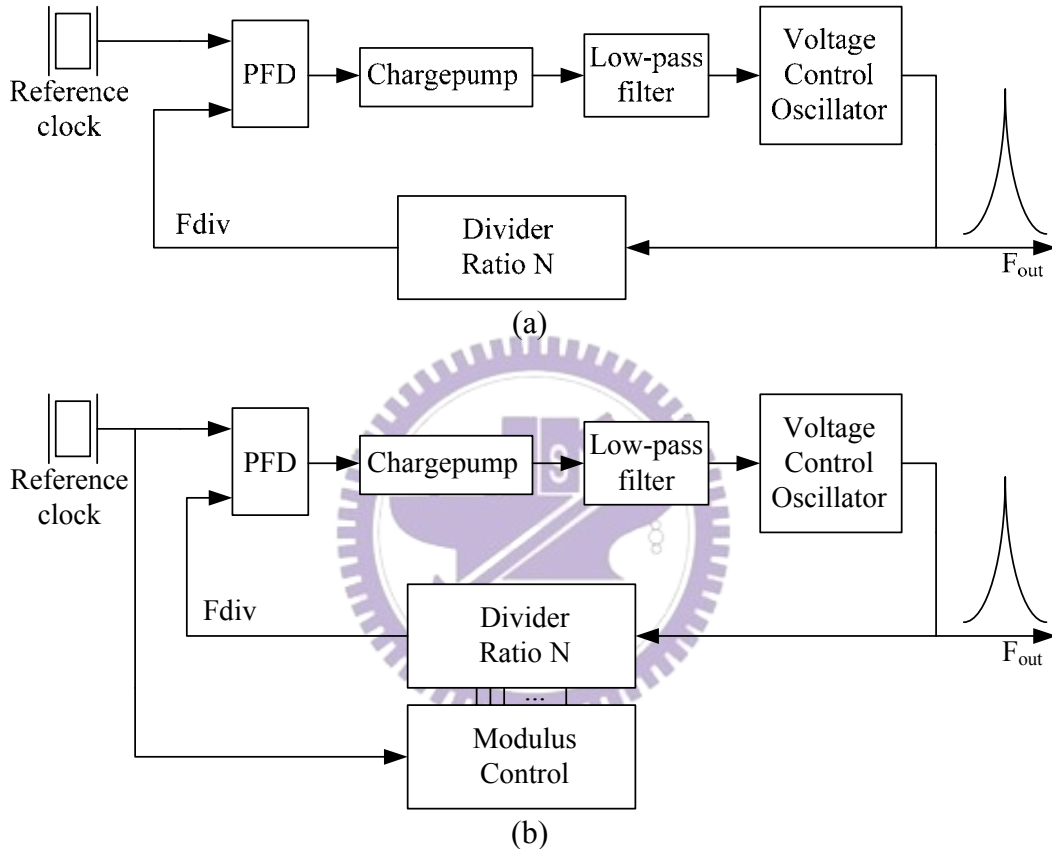 Reference
clock
PFD
Chargepump
Low-pass
filter
Voltage
Control
Oscillator
Fdiv
Divider
Ratio N
Fout
(a)
Reference
clock
PFD
Chargepump
Low-pass
filter
Voltage
Control
Oscillator
Fdiv
Divider
Ratio N
Fout
...
Modulus
Control
(b)